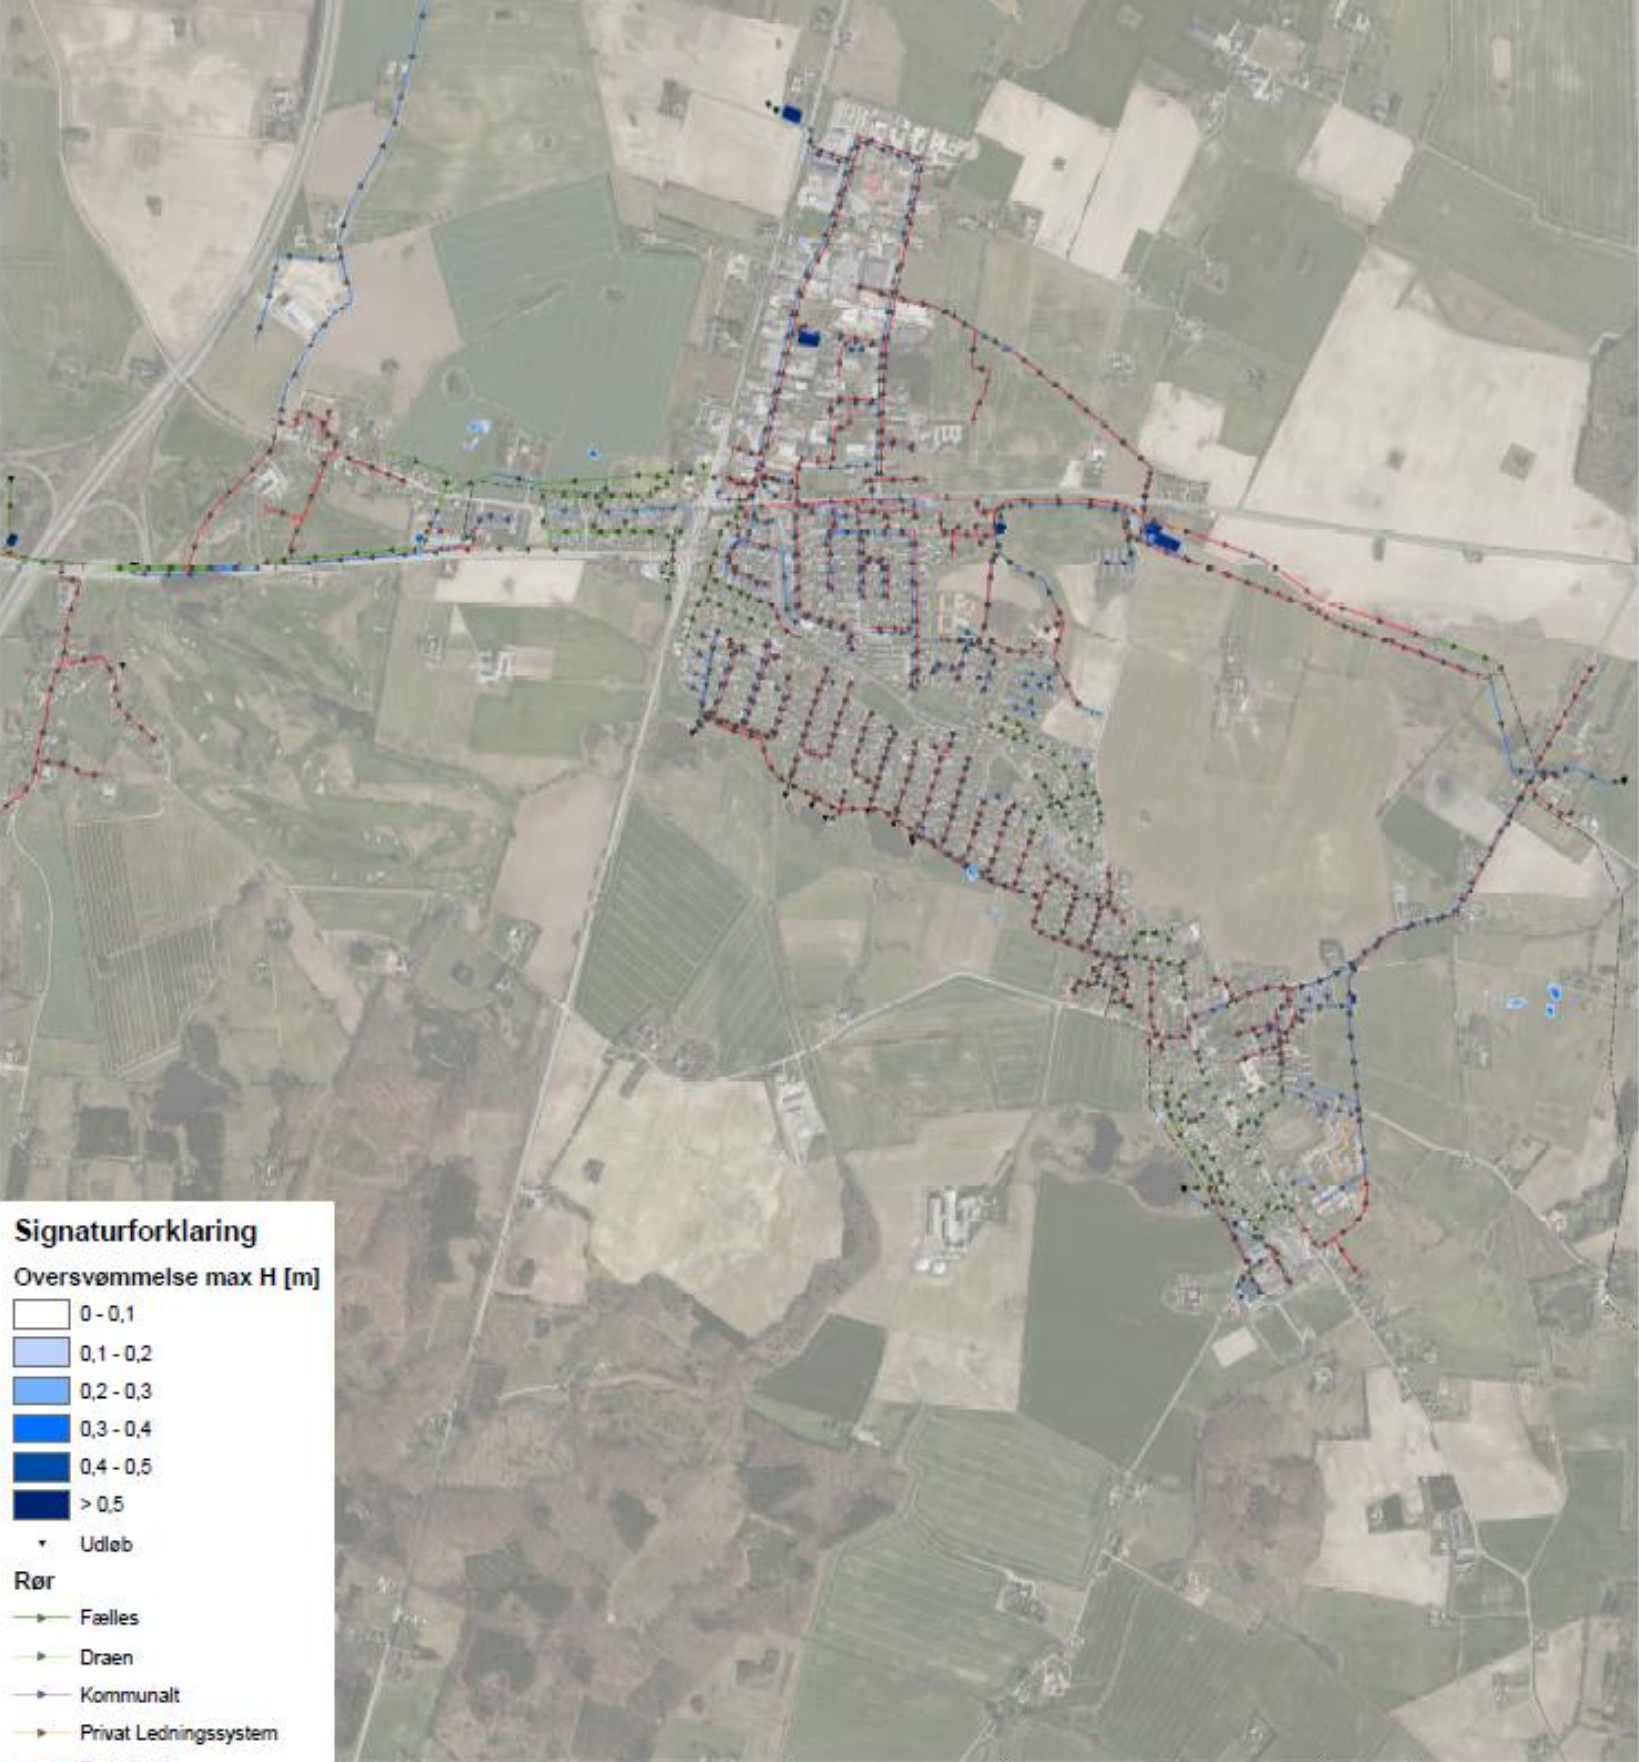 Signaturforklaring
Oversvømmelse max H [m]
0 - 0,1
0,1 - 0,2
0,2 - 0,3
0,3 - 0,4
0,4 - 0,5
> 0,5
Udløb
Rør
Fælles
Draen
Kommunalt
Privat Ledningssystem